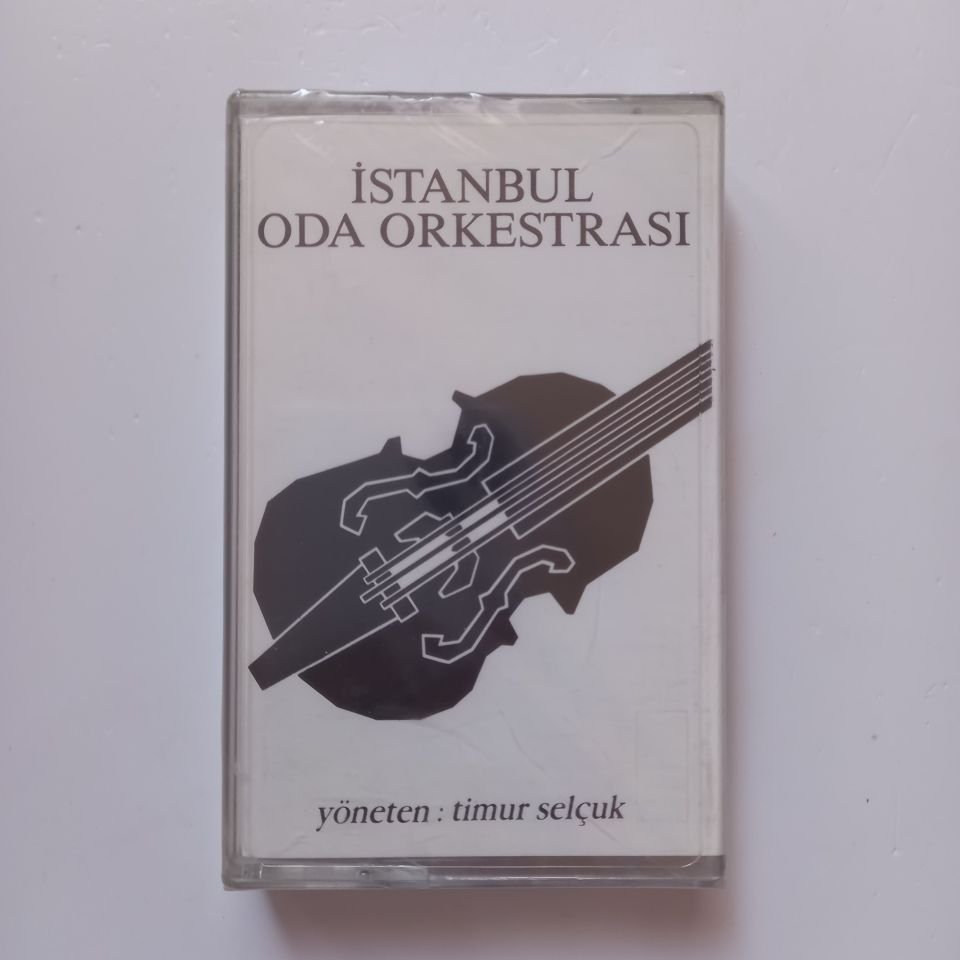 İSTANBUL
ODA ORKESTRASI
yöneten : timur selçuk